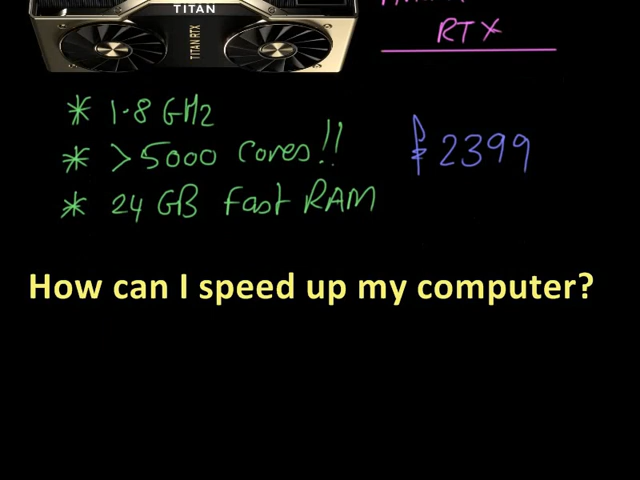 TITAN
TITAN RTX
RTX
* 1.8 GHz
* >5000 cores!!
£2399
* 24 GB Fast RAM
How can I speed up my computer?